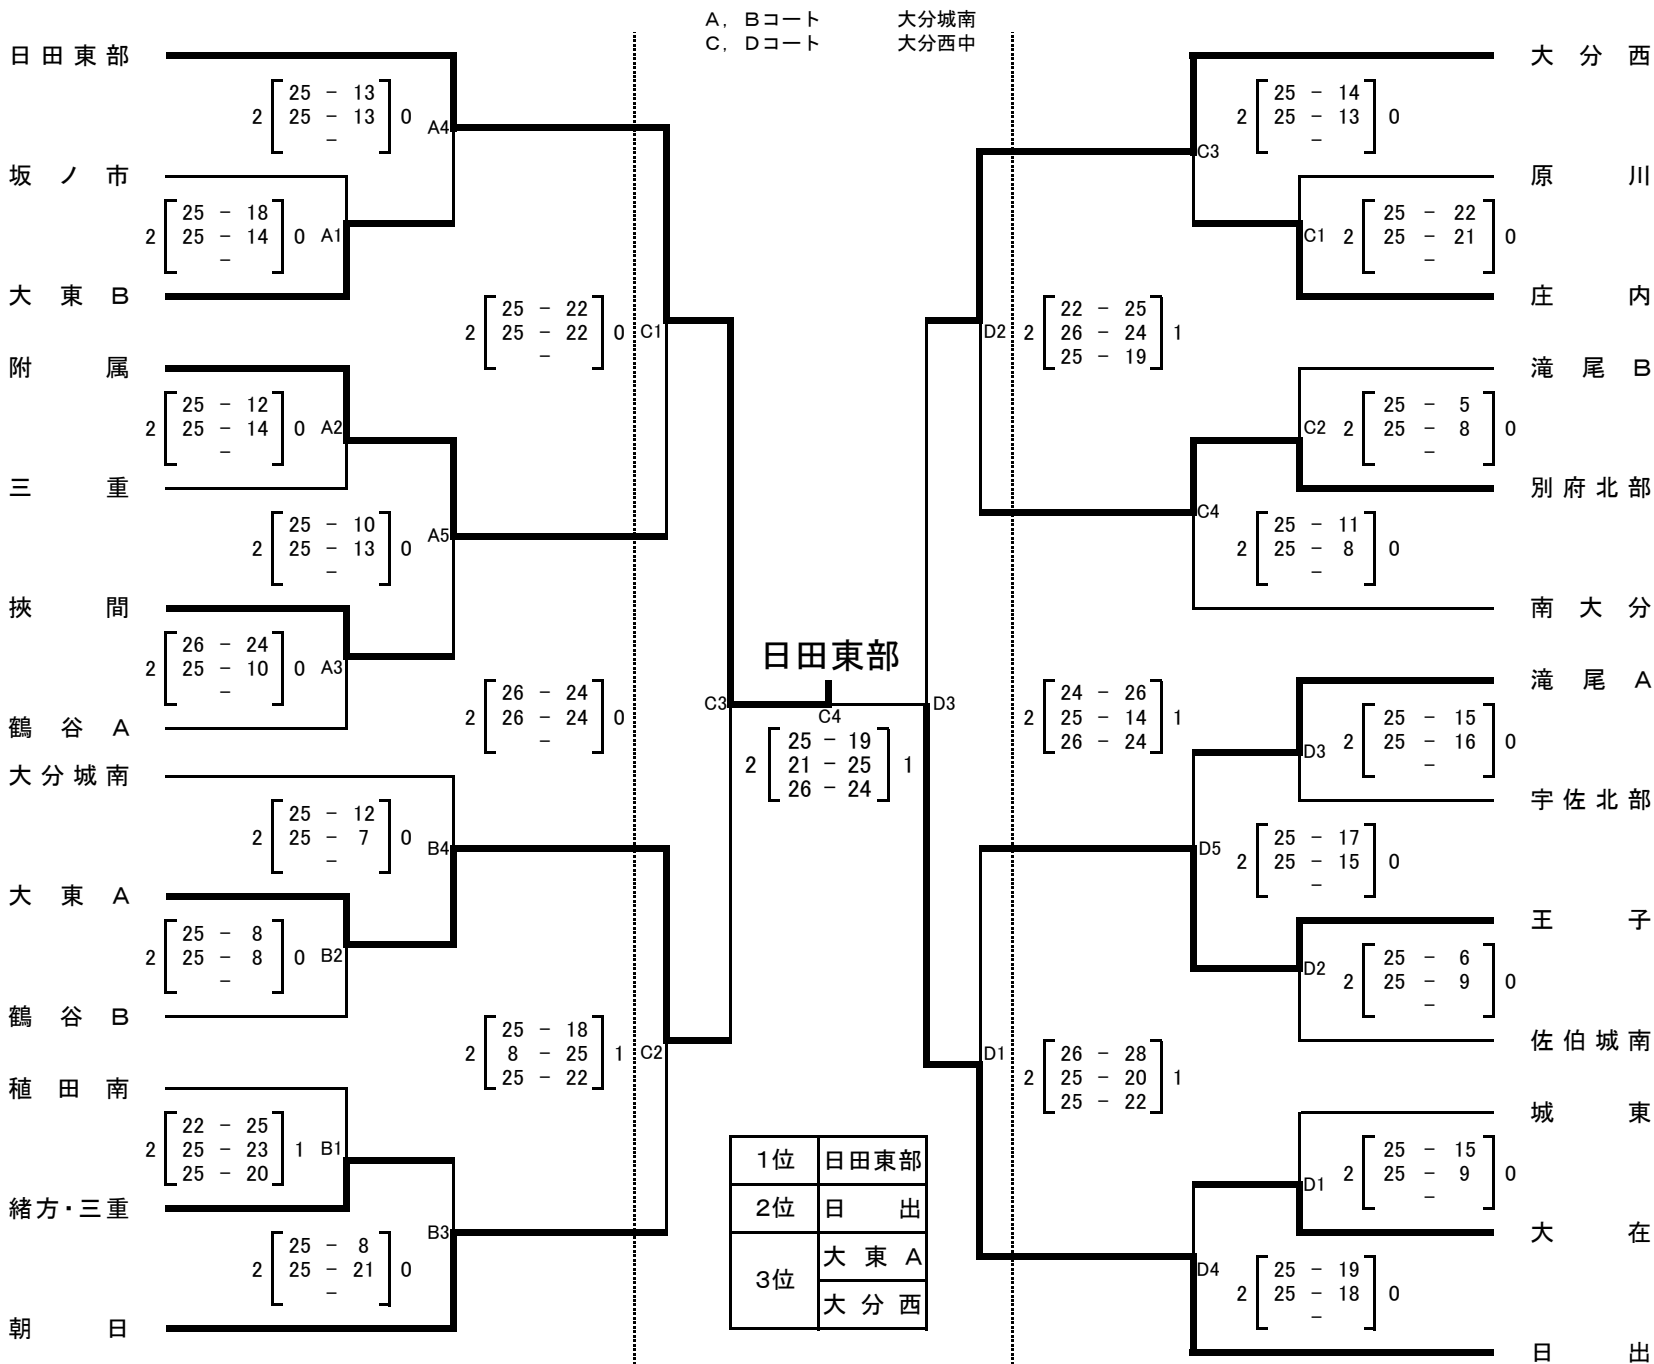 A，Bコート　大分城南
C，Dコート　大分西中
日田東部
25 - 13
2 25 - 13 0 A4
-
坂ノ市
25 - 18
2 25 - 14 0 A1
-
大東B
25 - 22
2 25 - 22 0 C1
-
附属
25 - 12
2 25 - 14 0 A2
-
三重
25 - 10
2 25 - 13 0 A5
-
挾間
26 - 24
2 25 - 10 0 A3
-
鶴谷A
26 - 24
2 26 - 24 0 C3
-
大分城南
25 - 12
2 25 - 7 0 B4
-
大東A
25 - 8
2 25 - 8 0 B2
-
鶴谷B
25 - 18
2 8 - 25 1 C2
25 - 22
稙田南
22 - 25
2 25 - 23 1 B1
25 - 20
緒方・三重
25 - 8
2 25 - 21 0 B3
-
朝日
日田東部
C4
25 - 19
2 21 - 25 1
26 - 24
1位 日田東部
2位 日出
3位 大東A
大分西
大分西
25 - 14
C3 2 25 - 13 0
-
原川
25 - 22
C1 2 25 - 21 0
-
庄内
22 - 25
D2 2 26 - 24 1
25 - 19
滝尾B
25 - 5
C2 2 25 - 8 0
-
別府北部
25 - 11
C4 2 25 - 8 0
-
南大分
24 - 26
D3 2 25 - 14 1
26 - 24
滝尾A
25 - 15
D3 2 25 - 16 0
-
宇佐北部
25 - 17
D5 2 25 - 15 0
-
王子
25 - 6
D2 2 25 - 9 0
-
佐伯城南
26 - 28
D1 2 25 - 20 1
25 - 22
城東
25 - 15
D1 2 25 - 9 0
-
大在
25 - 19
D4 2 25 - 18 0
-
日出